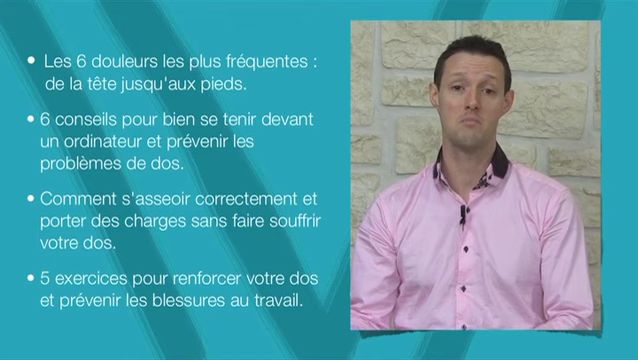 • Les 6 douleurs les plus fréquentes :
de la tête jusqu'aux pieds.
• 6 conseils pour bien se tenir devant
un ordinateur et prévenir les
problèmes de dos.
• Comment s'asseoir correctement et
porter des charges sans faire souffrir
votre dos.
• 5 exercices pour renforcer votre dos
et prévenir les blessures au travail.